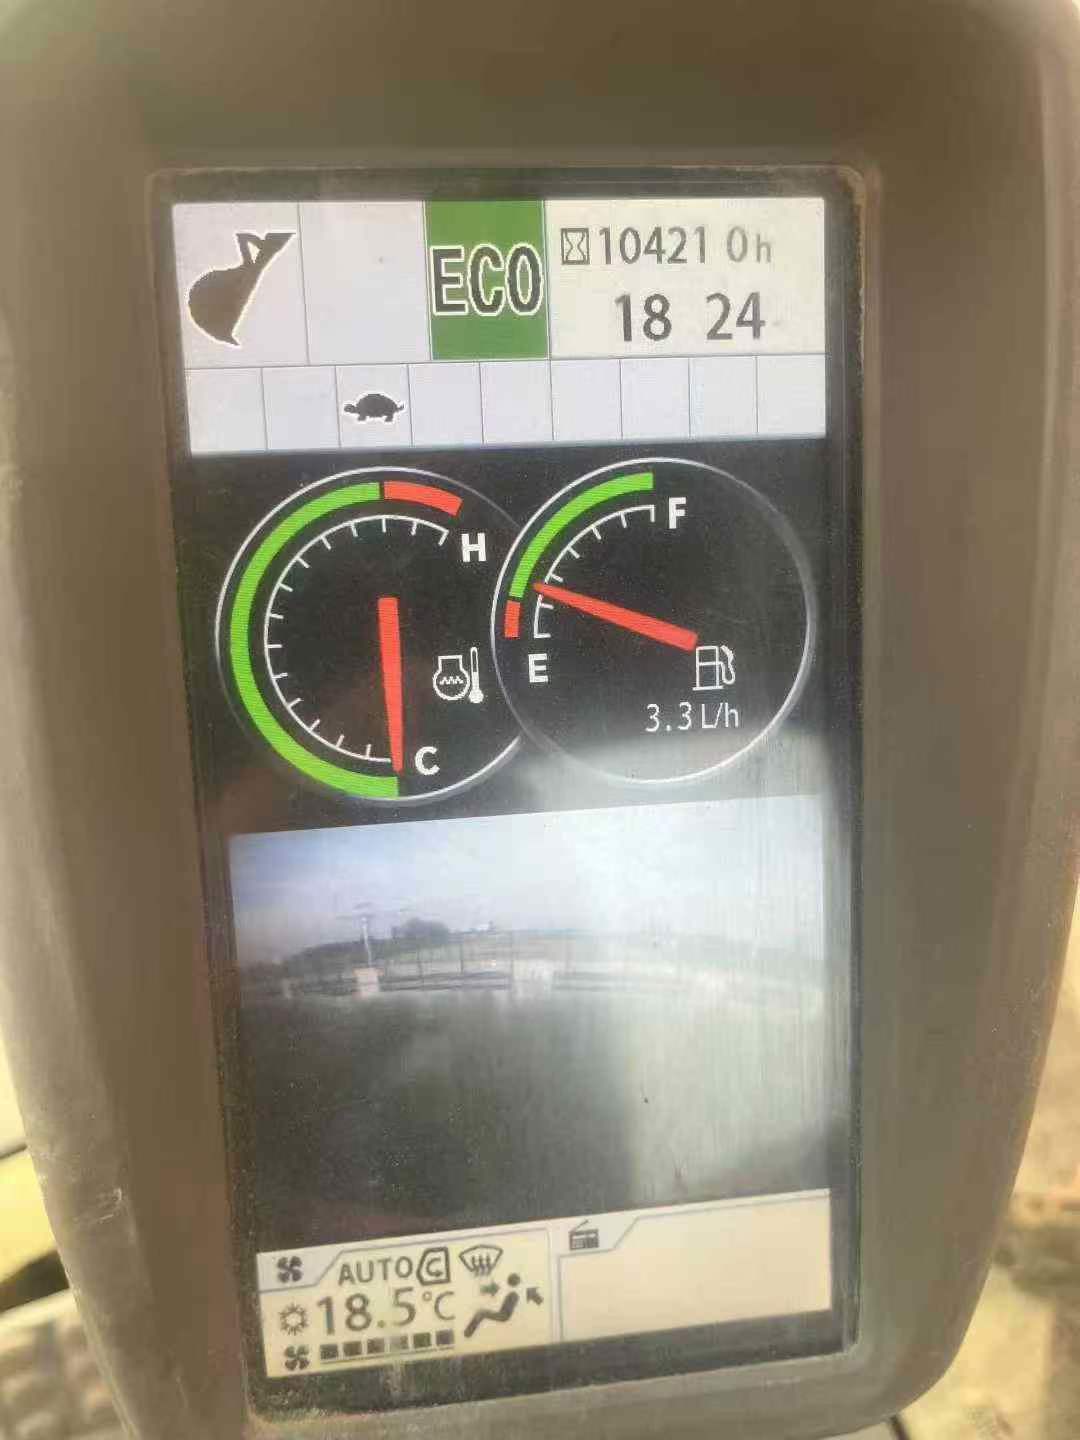 ECO
10421 0h
18 24
H
F
E
3.3 L/h
C
AUTO
18.5°C